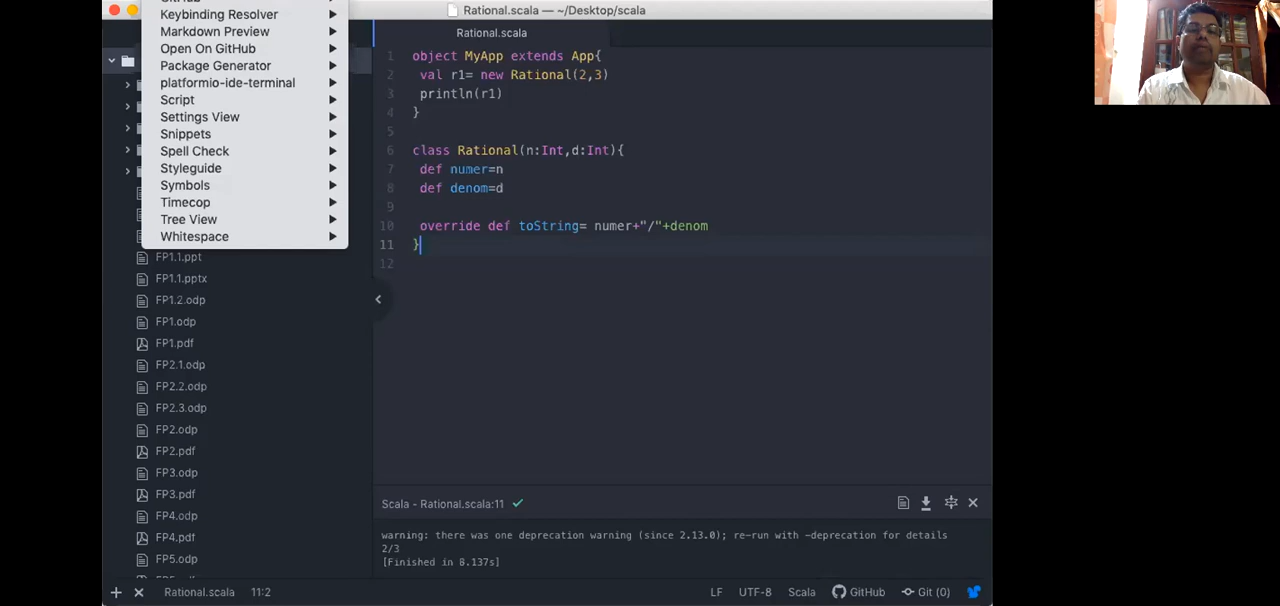 Rational.scala — ~/Desktop/scala
Keybinding Resolver
Markdown Preview
Open On GitHub
Package Generator
platformio-ide-terminal
Script
Settings View
Snippets
Spell Check
Styleguide
Symbols
Timecop
Tree View
Whitespace
FP1.1.ppt
FP1.1.pptx
FP1.2.odp
FP1.odp
FP1.pdf
FP2.1.odp
FP2.2.odp
FP2.3.odp
FP2.odp
FP2.pdf
FP3.odp
FP3.pdf
FP4.odp
FP4.pdf
FP5.odp
Rational.scala
1 object MyApp extends App{
2 val r1= new Rational(2,3)
3 println(r1)
4 }
5
6 class Rational(n:Int,d:Int){
7 def numer=n
8 def denom=d
9
10 override def toString= numer+"/"+denom
11 }
12
Scala - Rational.scala:11
warning: there was one deprecation warning (since 2.13.0); re-run with -deprecation for details
2/3
[Finished in 8.137s]
Rational.scala 11:2 LF UTF-8 Scala GitHub Git (0)